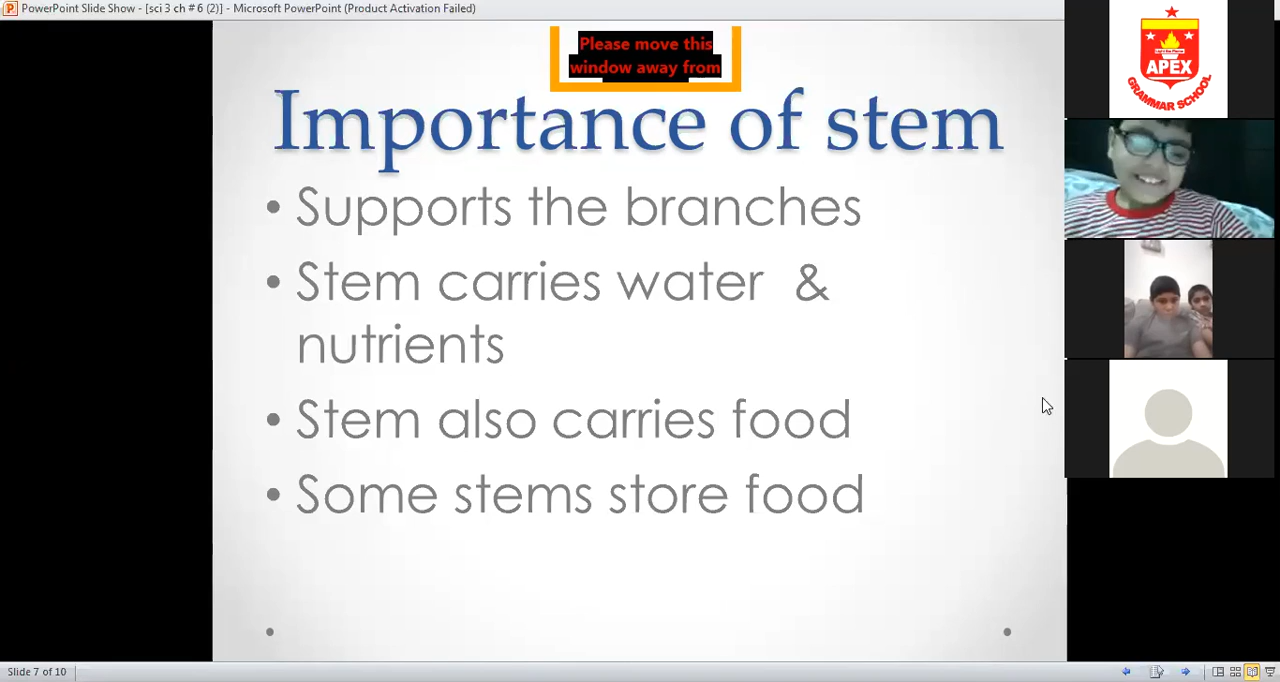 PowerPoint Slide Show - [sci 3 ch # 6 (2)] - Microsoft PowerPoint (Product Activation Failed)
Please move this
window away from
APEX
GRAMMAR SCHOOL
Importance of stem
• Supports the branches
• Stem carries water &
nutrients
• Stem also carries food
• Some stems store food
Slide 7 of 10